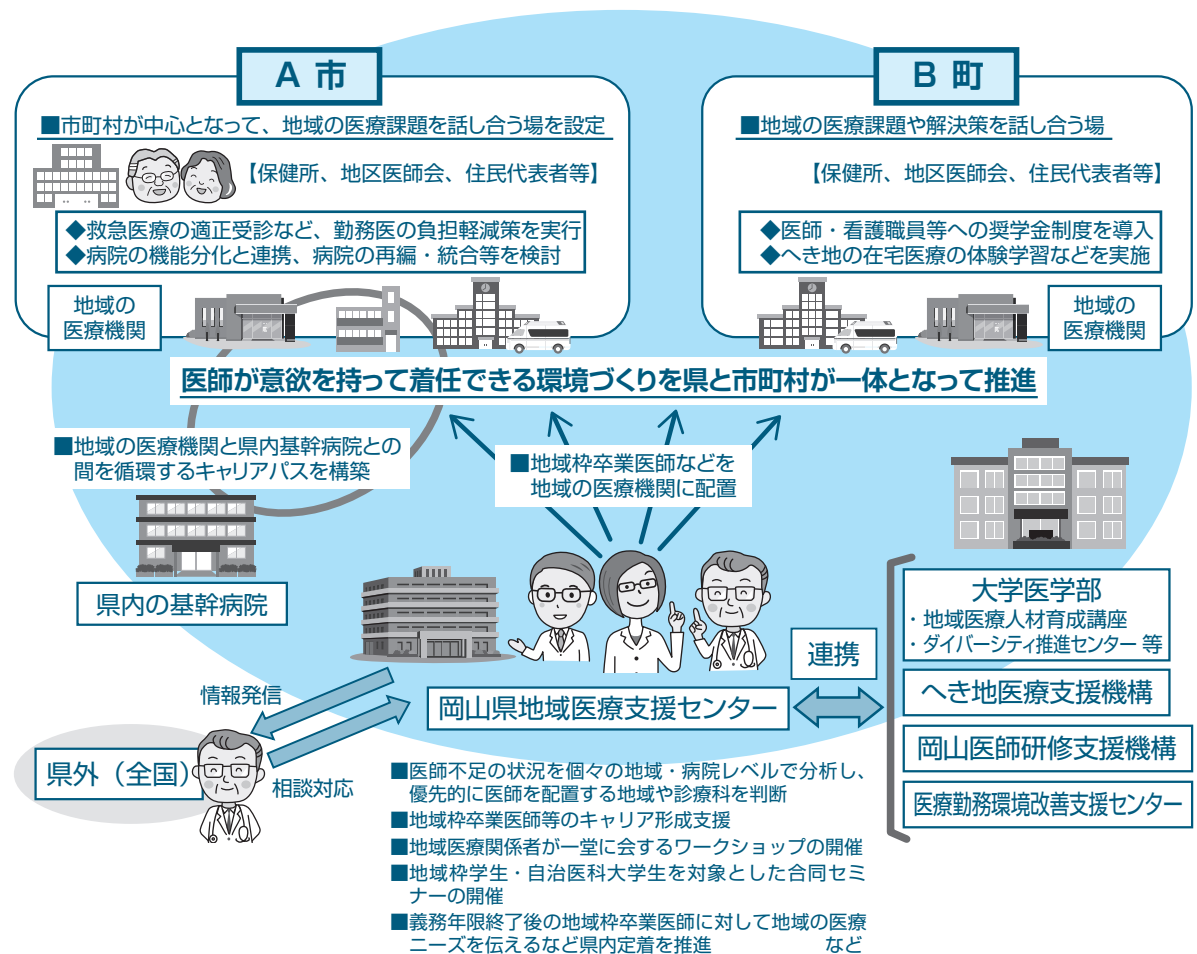 A 市
■市町村が中心となって、地域の医療課題を話し合う場を設定
【保健所、地区医師会、住民代表者等】
◆救急医療の適正受診など、勤務医の負担軽減策を実行
◆病院の機能分化と連携、病院の再編・統合等を検討
地域の
医療機関
B 町
■地域の医療課題や解決策を話し合う場
【保健所、地区医師会、住民代表者等】
◆医師・看護職員等への奨学金制度を導入
◆へき地の在宅医療の体験学習などを実施
地域の
医療機関
医師が意欲を持って着任できる環境づくりを県と市町村が一体となって推進
■地域の医療機関と県内基幹病院との
間を循環するキャリアパスを構築
県内の基幹病院
■地域枠卒業医師などを
地域の医療機関に配置
大学医学部
・地域医療人材育成講座
・ダイバーシティ推進センター 等
へき地医療支援機構
岡山医師研修支援機構
医療勤務環境改善支援センター
連携
岡山県地域医療支援センター
情報発信
県外（全国）
相談対応
■医師不足の状況を個々の地域・病院レベルで分析し、
優先的に医師を配置する地域や診療科を判断
■地域枠卒業医師等のキャリア形成支援
■地域医療関係者が一堂に会するワークショップの開催
■地域枠学生・自治医科大学生を対象とした合同セミ
ナーの開催
■義務年限終了後の地域枠卒業医師に対して地域の医療
ニーズを伝えるなど県内定着を推進 など